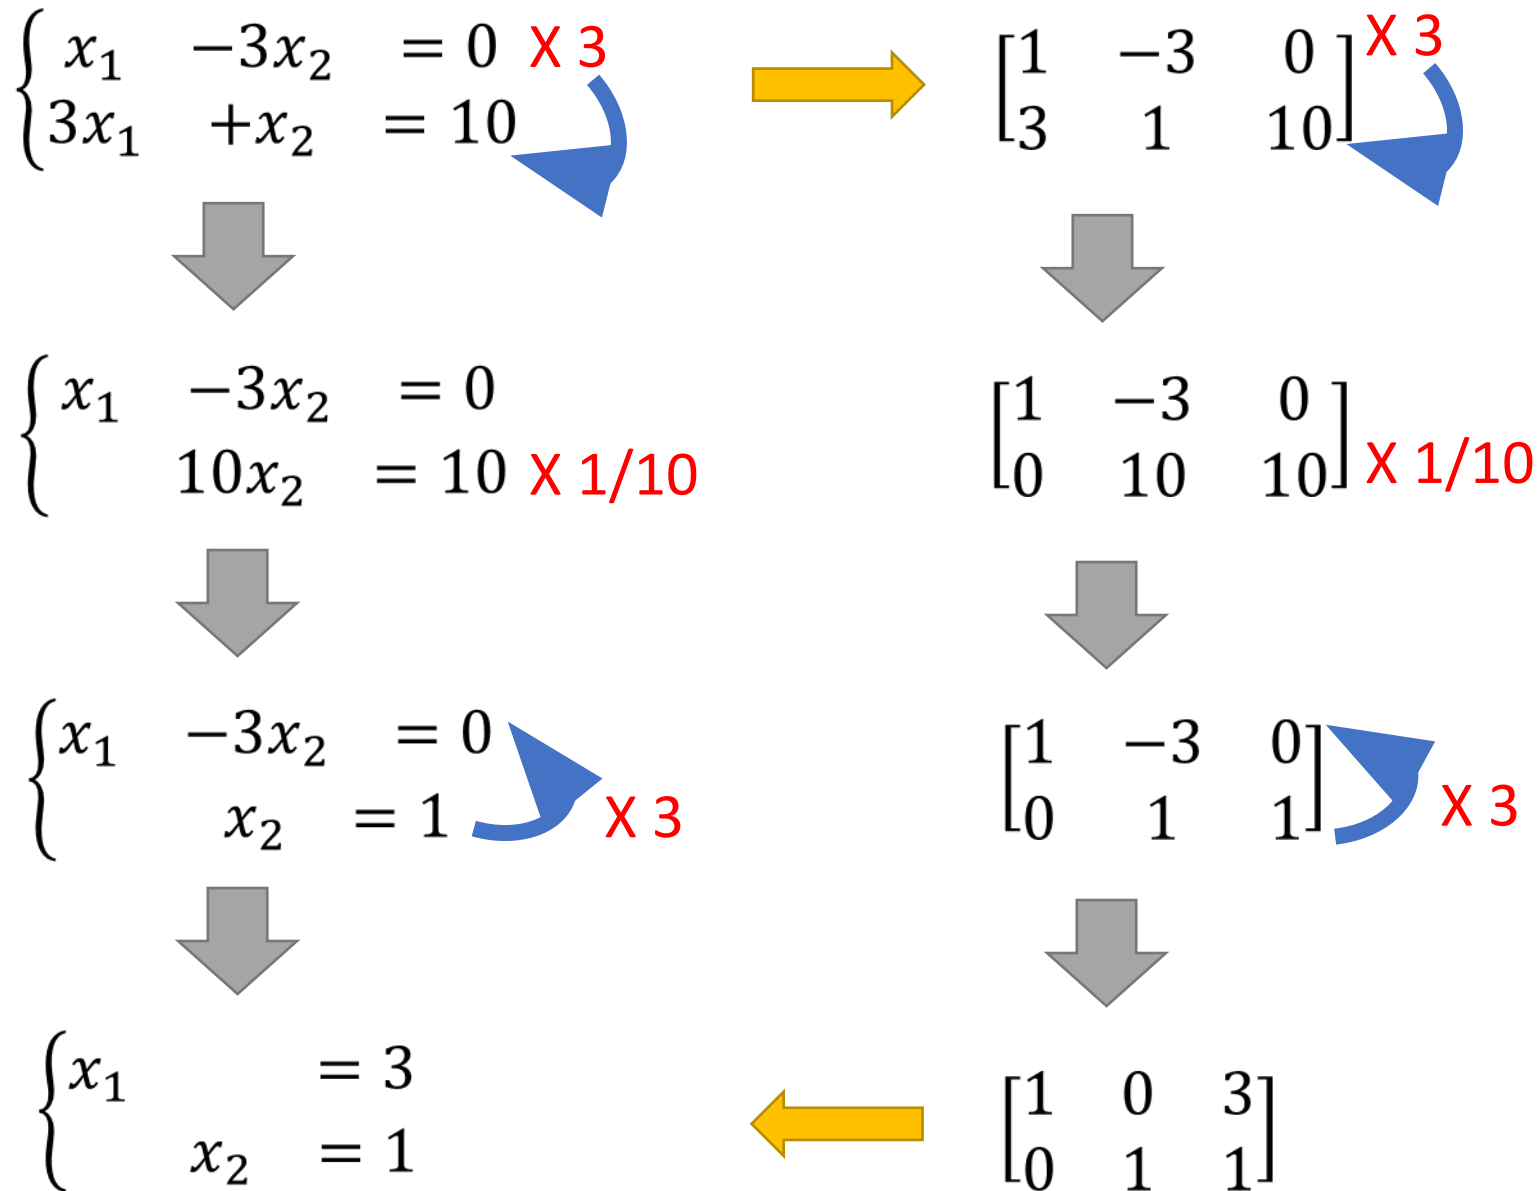 x₁ −3x₂ = 0 X 3
3x₁ +x₂ = 10
1 −3 0 X 3
3 1 10
x₁ −3x₂ = 0
10x₂ = 10 X 1/10
1 −3 0
0 10 10 X 1/10
x₁ −3x₂ = 0
x₂ = 1 X 3
1 −3 0
0 1 1 X 3
x₁ = 3
x₂ = 1
1 0 3
0 1 1